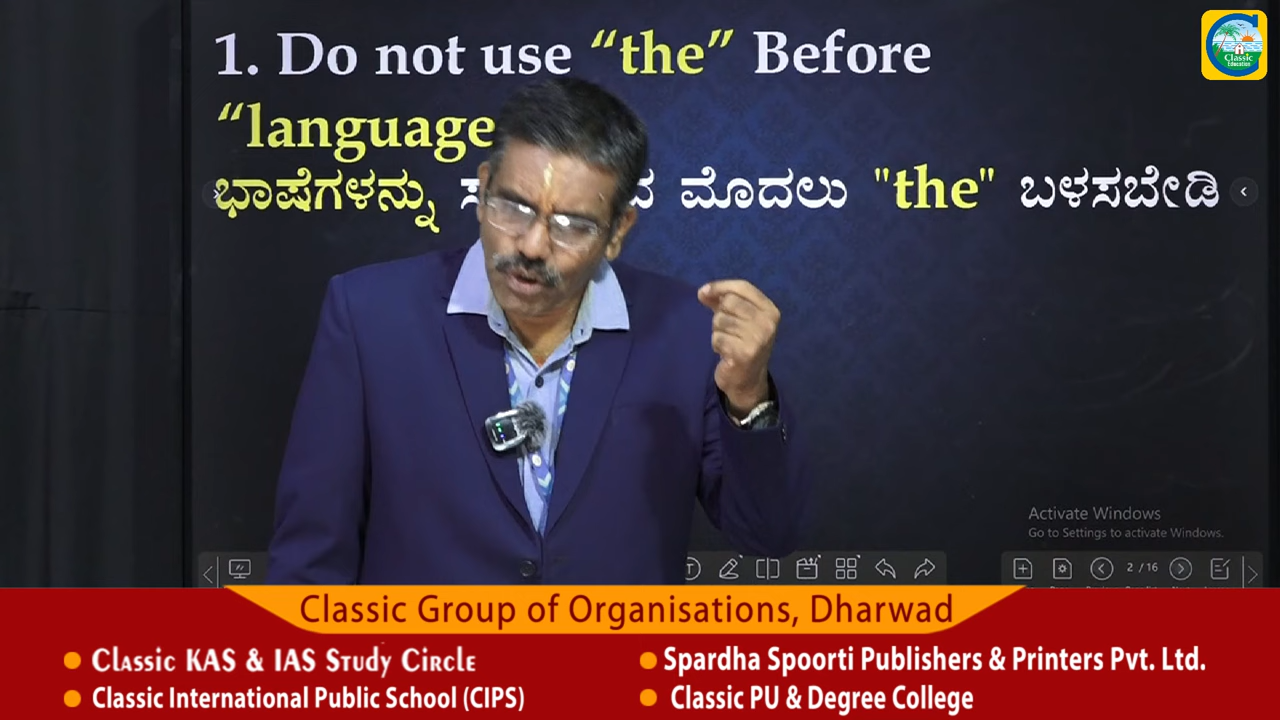 1. Do not use “the” Before
“language
ಭಾಷೆಗಳನ್ನು ಮೊದಲು "the" ಬಳಸಬೇಡಿ
Classic
Education
Activate Windows
Go to Settings to activate Windows.
2 / 16
Classic Group of Organisations, Dharwad
Classic KAS & IAS Study Circle
Spardha Spoorti Publishers & Printers Pvt. Ltd.
Classic International Public School (CIPS)
Classic PU & Degree College